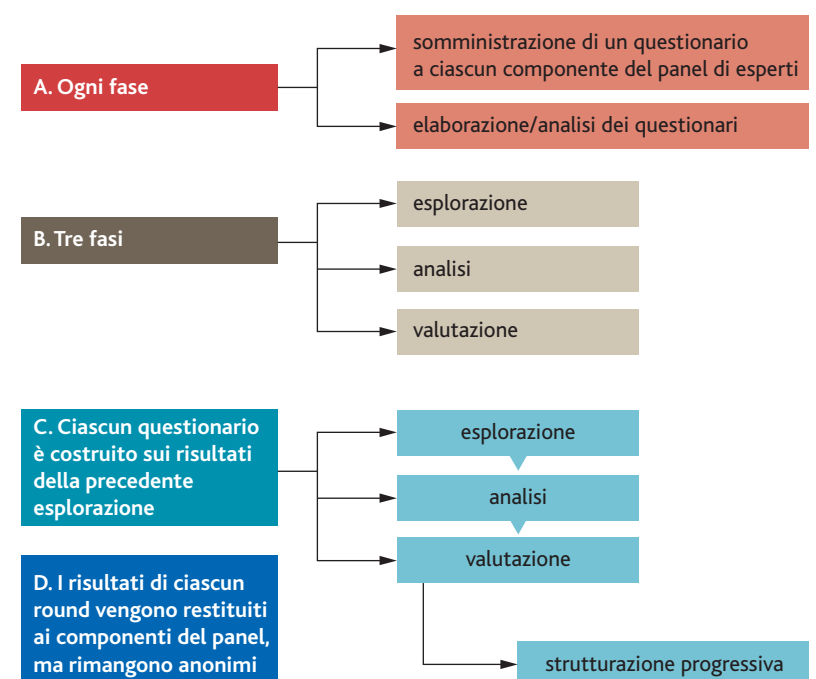 A. Ogni fase
somministrazione di un questionario
a ciascun componente del panel di esperti
elaborazione/analisi dei questionari
B. Tre fasi
esplorazione
analisi
valutazione
C. Ciascun questionario
è costruito sui risultati
della precedente
esplorazione
esplorazione
analisi
valutazione
D. I risultati di ciascun
round vengono restituiti
ai componenti del panel,
ma rimangono anonimi
strutturazione progressiva